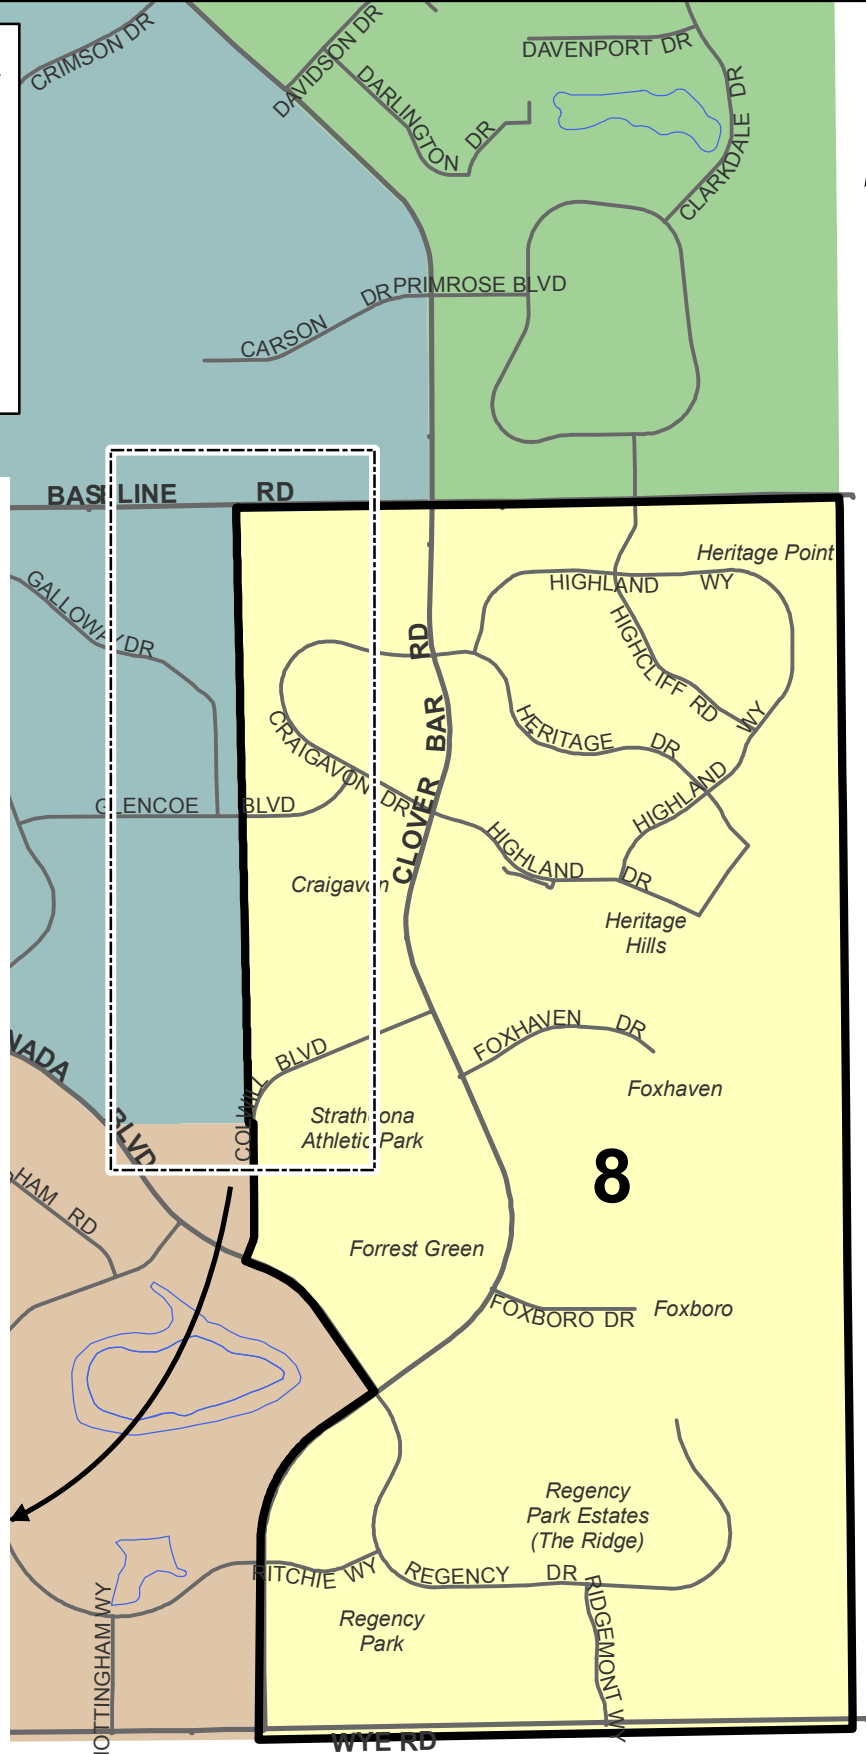 CRIMSON DR
DAVIDSON DR
DAVENPORT DR
DARLINGTON DR
CLARKDALE DR
PRIMROSE BLVD
CARSON DR
BASELINE RD
Heritage Point
HIGHLAND WY
GALLOWAY DR
HIGHCLIFF RD
CLOVER BAR RD
HERITAGE DR
CRAIGAVON DR
HIGHLAND WY
GLENCOE BLVD
HIGHLAND DR
Craigavon
Heritage
Hills
FOXHAVEN DR
NADA BLVD
COLWILL BLVD
Foxhaven
Strathcona
Athletic Park
8
HAM RD
Forrest Green
FOXBORO DR
Foxboro
Regency
Park Estates
(The Ridge)
RITCHIE WY
REGENCY DR
RIDGEMONT WY
Regency
Park
OTTINGHAM WY
WYE RD